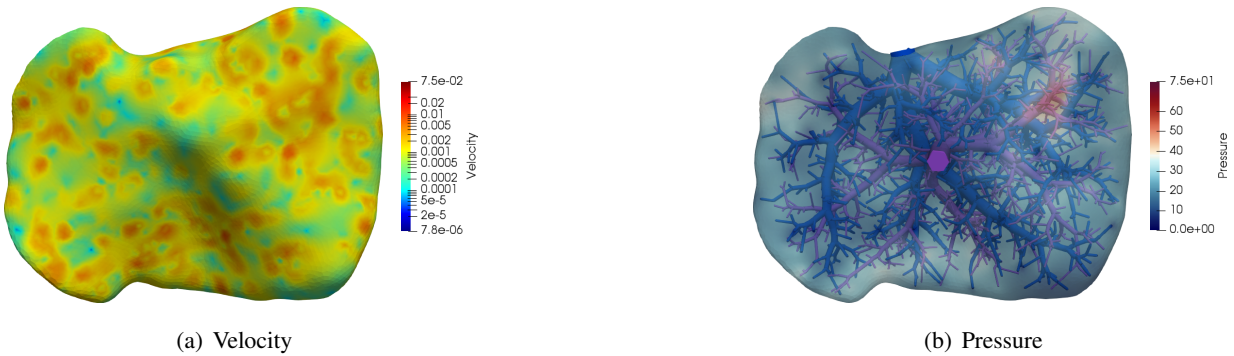 7.5e-02
0.02
0.01
0.005
0.002
0.001
0.0005
0.0002
0.0001
5e-5
2e-5
7.8e-06
Velocity
7.5e+01
60
50
40
30
20
10
0.0e+00
Pressure
(a) Velocity
(b) Pressure